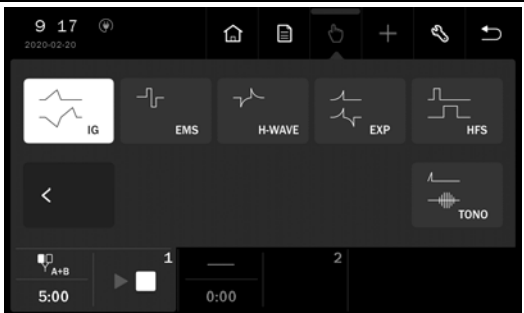 9 17
2020-02-20
IG
EMS
H-WAVE
EXP
HFS
TONO
A+B
1
5:00
2
0:00